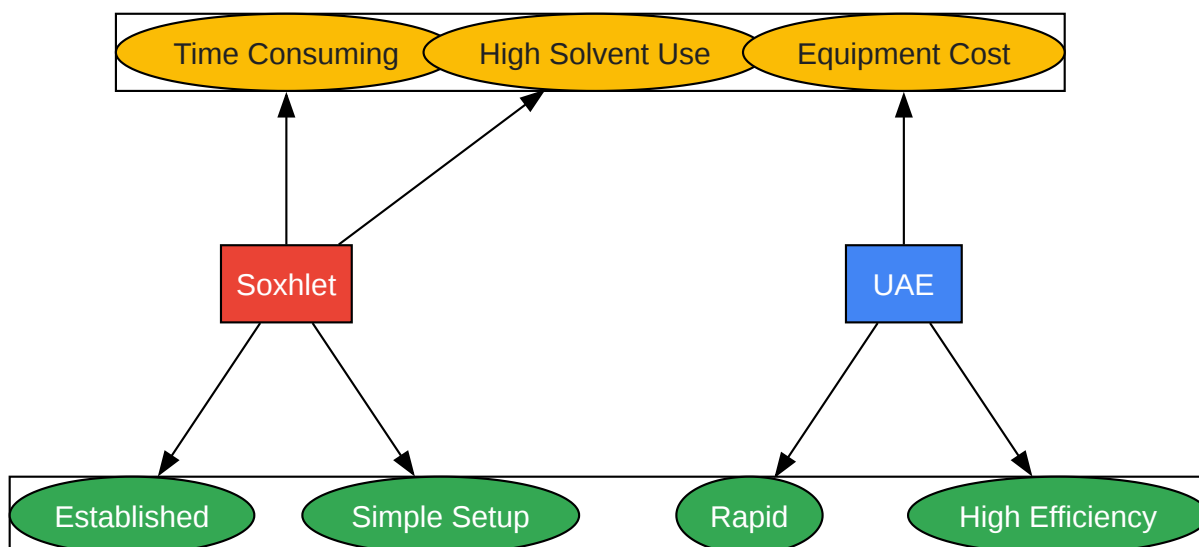 Time Consuming
High Solvent Use
Equipment Cost
Soxhlet
UAE
Established
Simple Setup
Rapid
High Efficiency